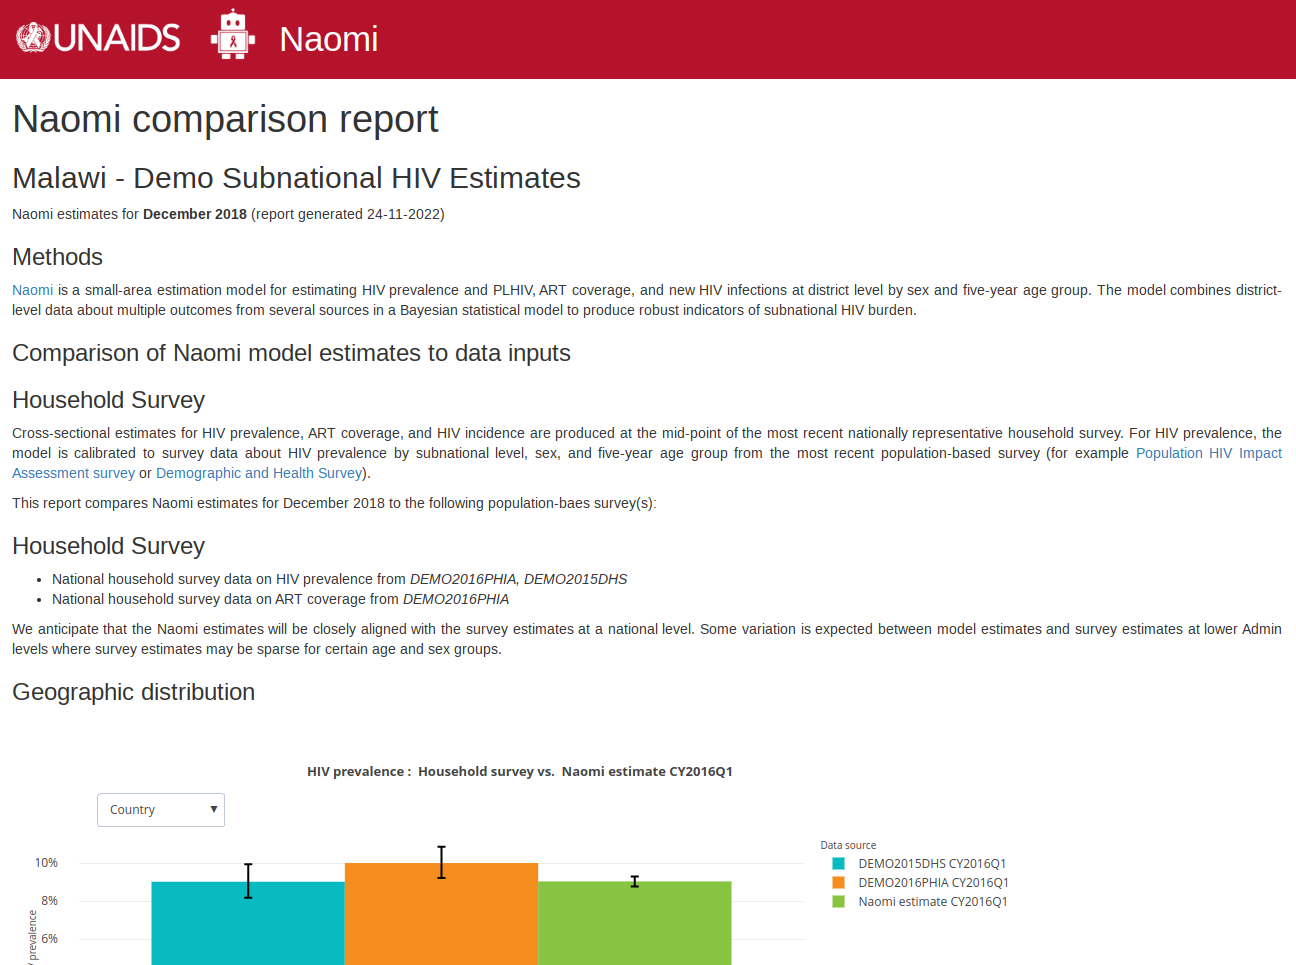 UNAIDS Naomi
Naomi comparison report
Malawi - Demo Subnational HIV Estimates
Naomi estimates for December 2018 (report generated 24-11-2022)
Methods
Naomi is a small-area estimation model for estimating HIV prevalence and PLHIV, ART coverage, and new HIV infections at district level by sex and five-year age group. The model combines district-
level data about multiple outcomes from several sources in a Bayesian statistical model to produce robust indicators of subnational HIV burden.
Comparison of Naomi model estimates to data inputs
Household Survey
Cross-sectional estimates for HIV prevalence, ART coverage, and HIV incidence are produced at the mid-point of the most recent nationally representative household survey. For HIV prevalence, the
model is calibrated to survey data about HIV prevalence by subnational level, sex, and five-year age group from the most recent population-based survey (for example Population HIV Impact
Assessment survey or Demographic and Health Survey).
This report compares Naomi estimates for December 2018 to the following population-baes survey(s):
Household Survey
• National household survey data on HIV prevalence from DEMO2016PHIA, DEMO2015DHS
• National household survey data on ART coverage from DEMO2016PHIA
We anticipate that the Naomi estimates will be closely aligned with the survey estimates at a national level. Some variation is expected between model estimates and survey estimates at lower Admin
levels where survey estimates may be sparse for certain age and sex groups.
Geographic distribution
HIV prevalence : Household survey vs. Naomi estimate CY2016Q1
Country
Data source
DEMO2015DHS CY2016Q1
DEMO2016PHIA CY2016Q1
Naomi estimate CY2016Q1
10%
8%
6%
prevalence